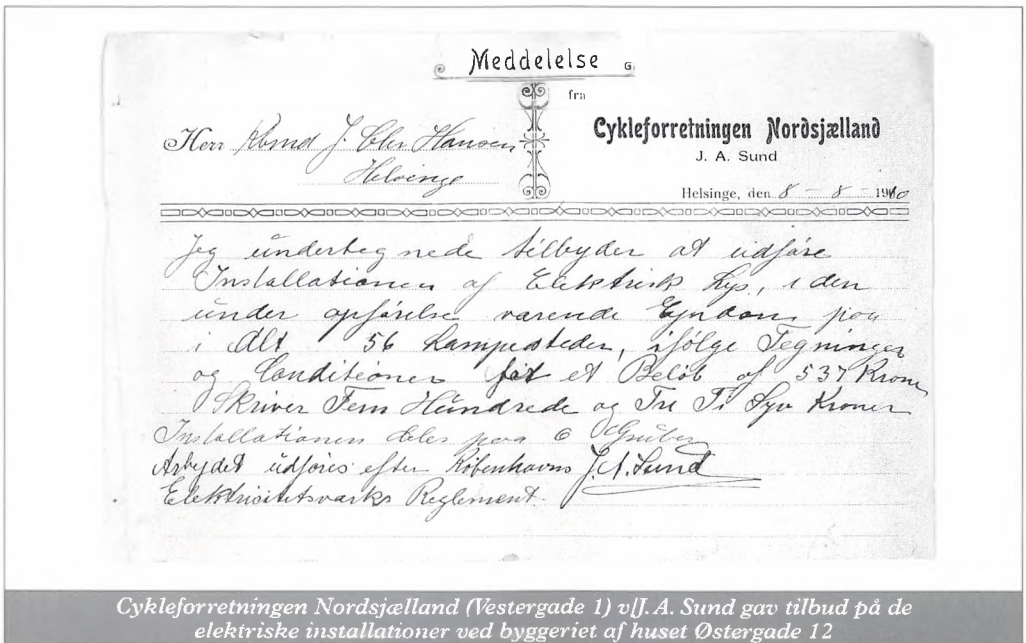 Meddelelse
fra
Cykleforretningen Nordsjælland
J. A. Sund
Helsinge, den 8 - 8 - 1910
Herr Kbmd J. Chr Hansen
Helsinge
Jeg undertegnede tilbyder at udføre
Installationen af Elektrisk Lys, i den
under opførelse værende Ejndom paa
i Alt 56 Lampesteder, ifølge Tegninger
og Conditioner for et Beløb af 537 Kroner
Skriver Fem Hundrede og Tre Ti Syv Kroner
Installationen deles paa 6 Gruber
Arbejdet udføres efter Københavns J.A. Sund
Elektricitetsværks Reglement.
Cykleforretningen Nordsjælland (Vestergade 1) v/J. A. Sund gav tilbud på de
elektriske installationer ved byggeriet af huset Østergade 12